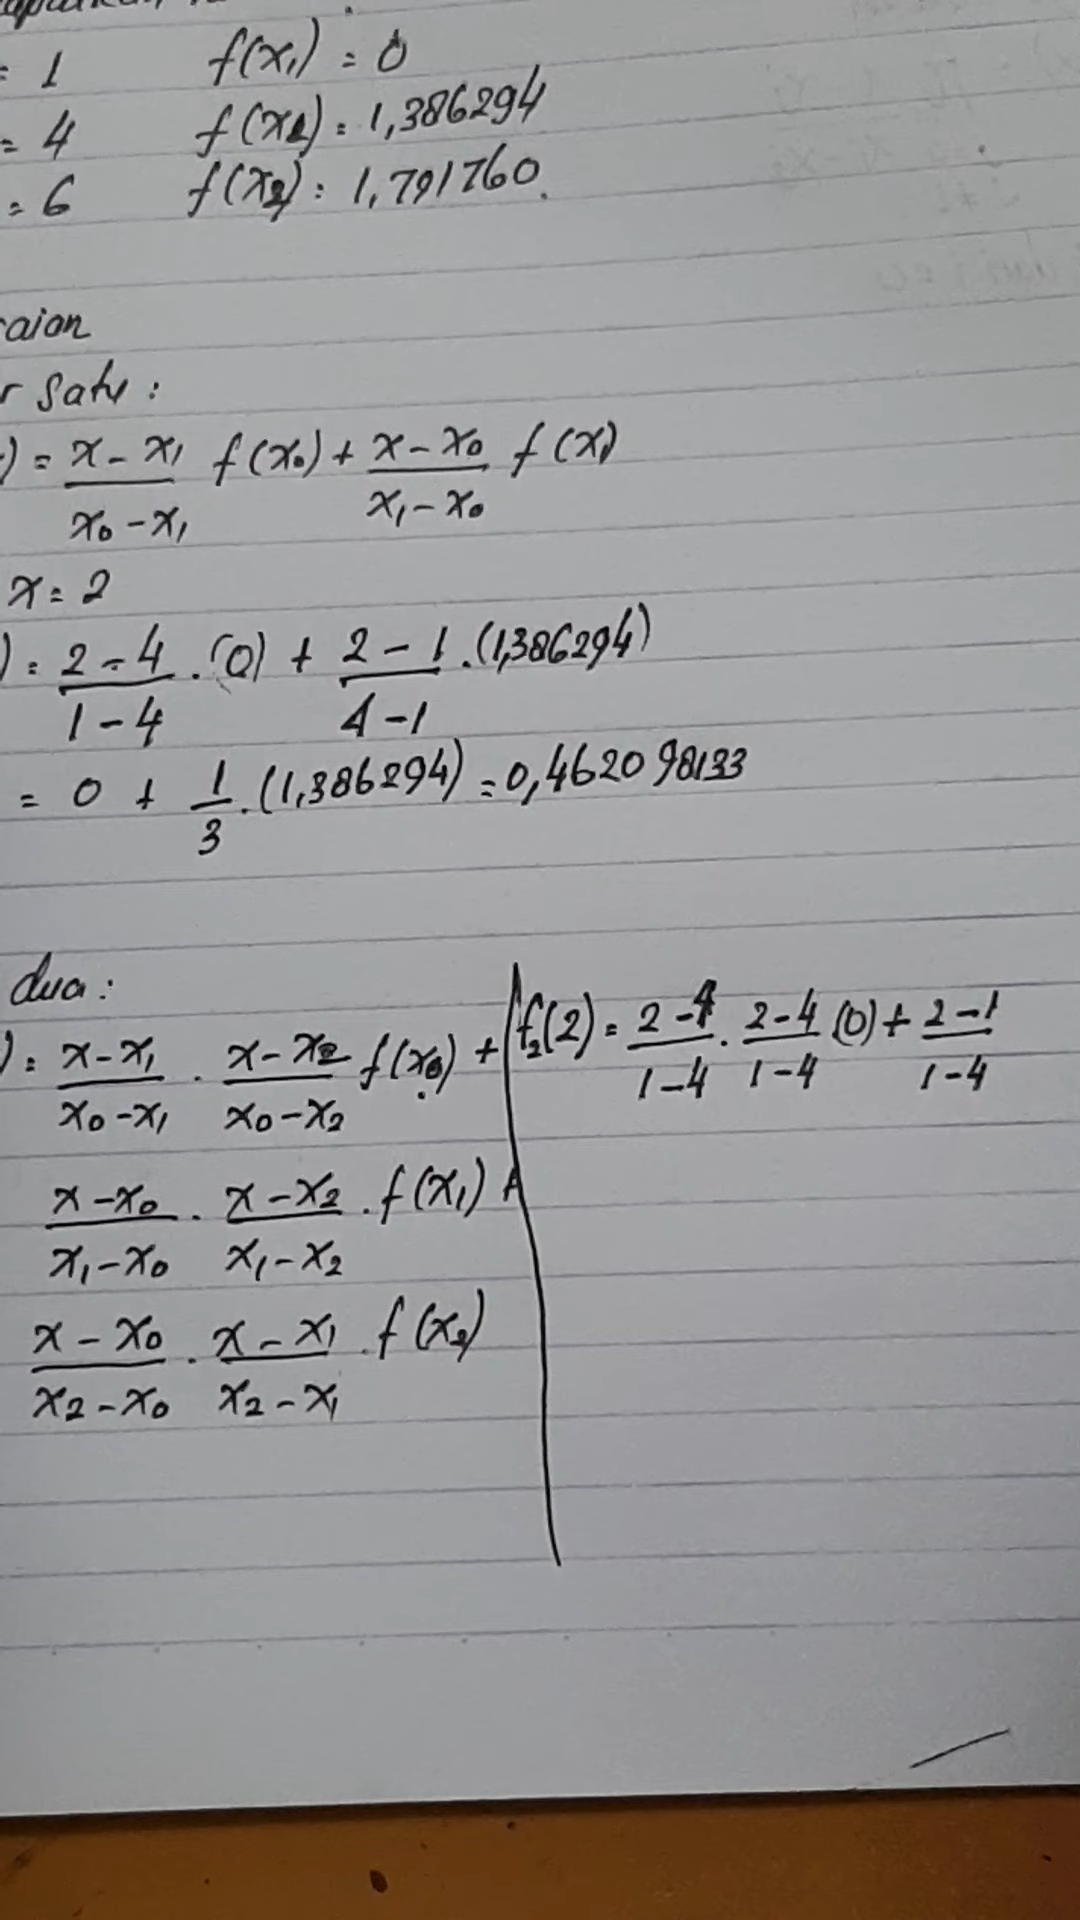 = 1 f(x₁) = 0
= 4 f(x₁) = 1,386294
= 6 f(x₂) = 1,791760
Satu :
) = x - x₁ / x₀ - x₁ f(x₀) + x - x₀ / x₁ - x₀ f(x₁)
x = 2
) = 2 - 4 / 1 - 4 . (0) + 2 - 1 / 4 - 1 . (1,386294)
= 0 + 1/3 . (1,386294) = 0,462098133
dua :
) = x - x₁ / x₀ - x₁ . x - x₂ / x₀ - x₂ f(x₀) +
x - x₀ / x₁ - x₀ . x - x₂ / x₁ - x₂ . f(x₁) +
x - x₀ / x₂ - x₀ . x - x₁ / x₂ - x₁ . f(x₂)
f₂(2) = 2 - 4 / 1 - 4 . 2 - 4 / 1 - 4 (0) + 2 - 1 / 1 - 4